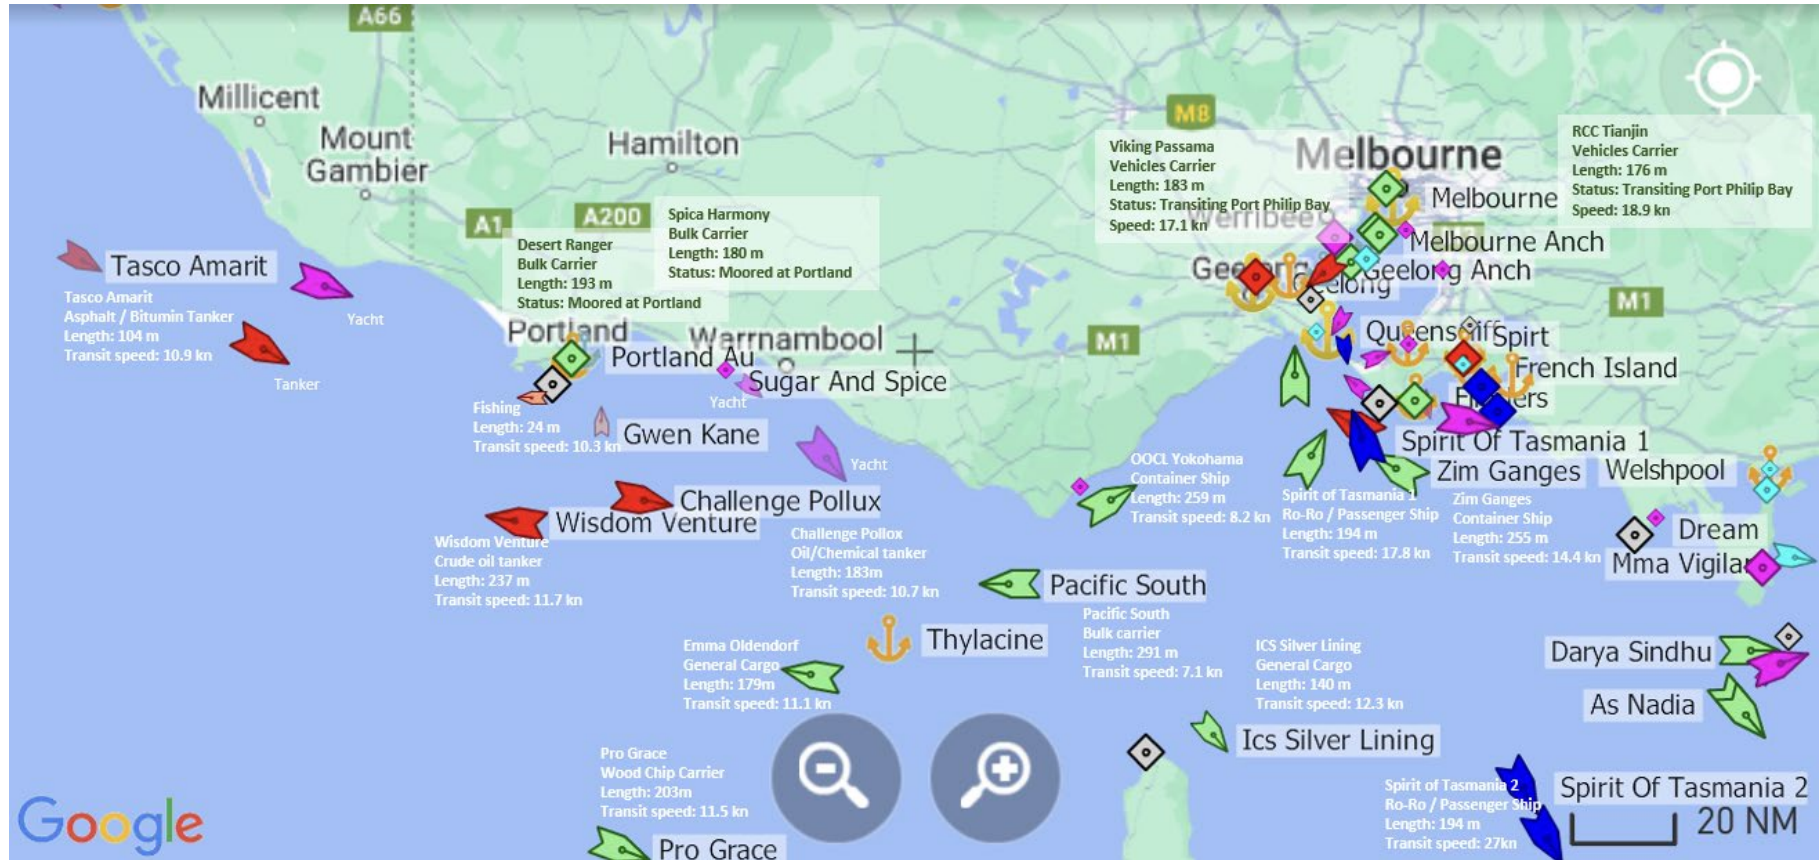 A66
Millicent
Mount
Gambier
Hamilton
M8
Melbourne
Viking Passama
Vehicles Carrier
Length: 183 m
Status: Transiting Port Philip Bay
Speed: 17.1 kn
RCC Tianjin
Vehicles Carrier
Length: 176 m
Status: Transiting Port Philip Bay
Speed: 18.9 kn
Melbourne
Werribee
Melbourne Anch
Geelong
Geelong Anch
Geelong
A1
A200
Spica Harmony
Bulk Carrier
Length: 180 m
Status: Moored at Portland
Desert Ranger
Bulk Carrier
Length: 193 m
Status: Moored at Portland
Tasco Amarit
Tasco Amarit
Asphalt / Bitumin Tanker
Length: 104 m
Transit speed: 10.9 kn
Yacht
Tanker
Portland
Portland Au
Warrnambool
M1
M1
Queenscliff
Spirt
French Island
Flinders
Sugar And Spice
Yacht
Fishing
Length: 24 m
Transit speed: 10.3 kn
Gwen Kane
Yacht
Spirit Of Tasmania 1
Zim Ganges
Welshpool
OOCL Yokohama
Container Ship
Length: 259 m
Transit speed: 8.2 kn
Spirit of Tasmania 1
Ro-Ro / Passenger Ship
Length: 194 m
Transit speed: 17.8 kn
Zim Ganges
Container Ship
Length: 255 m
Transit speed: 14.4 kn
Challenge Pollux
Wisdom Venture
Wisdom Venture
Crude oil tanker
Length: 237 m
Transit speed: 11.7 kn
Challenge Pollox
Oil/Chemical tanker
Length: 183m
Transit speed: 10.7 kn
Dream
Mma Vigila
Pacific South
Pacific South
Bulk carrier
Length: 291 m
Transit speed: 7.1 kn
Thylacine
Emma Oldendorf
General Cargo
Length: 179m
Transit speed: 11.1 kn
ICS Silver Lining
General Cargo
Length: 140 m
Transit speed: 12.3 kn
Darya Sindhu
As Nadia
Ics Silver Lining
Pro Grace
Wood Chip Carrier
Length: 203m
Transit speed: 11.5 kn
Pro Grace
Spirit of Tasmania 2
Ro-Ro / Passenger Ship
Length: 194 m
Transit speed: 27kn
Spirit Of Tasmania 2
20 NM
Google